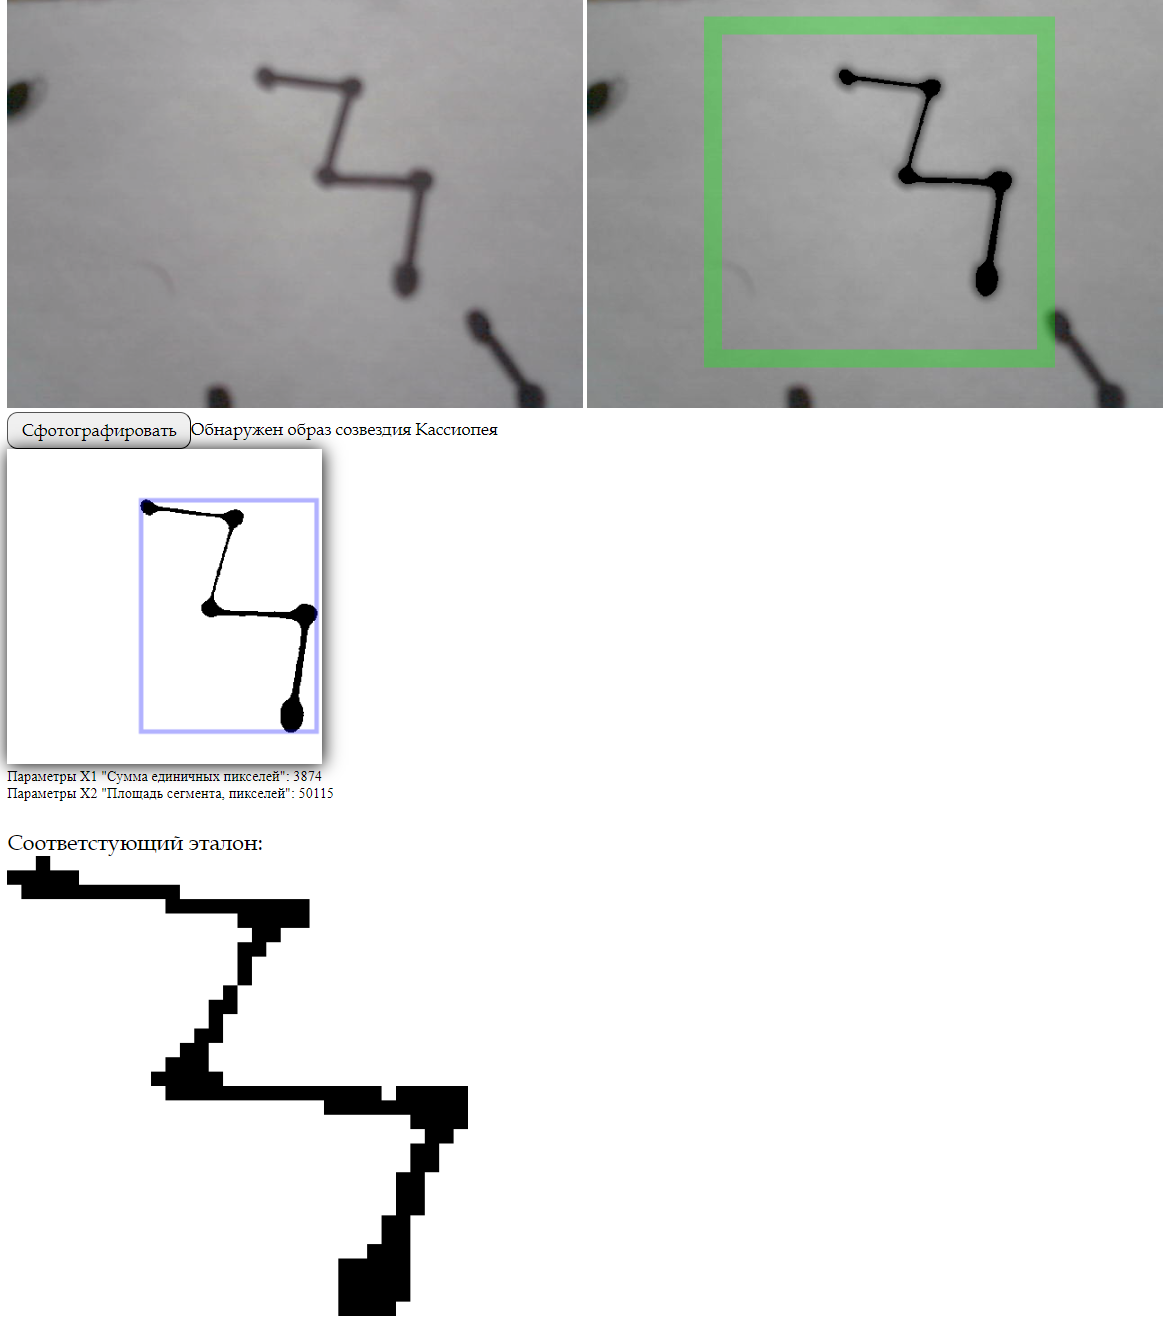 Сфотографировать Обнаружен образ созвездия Кассиопея
Параметры X1 "Сумма единичных пикселей": 3874
Параметры X2 "Площадь сегмента, пикселей": 50115
Соответстующий эталон: